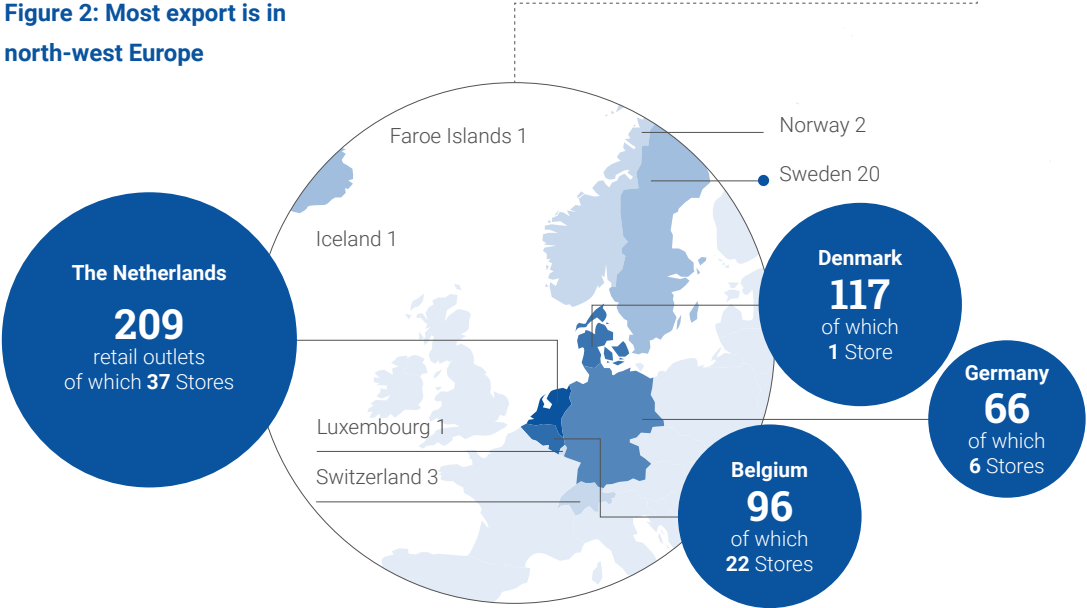 Figure 2: Most export is in
north-west Europe
Faroe Islands 1
Norway 2
Sweden 20
Iceland 1
The Netherlands
209
retail outlets
of which 37 Stores
Denmark
117
of which
1 Store
Germany
66
of which
6 Stores
Luxembourg 1
Switzerland 3
Belgium
96
of which
22 Stores